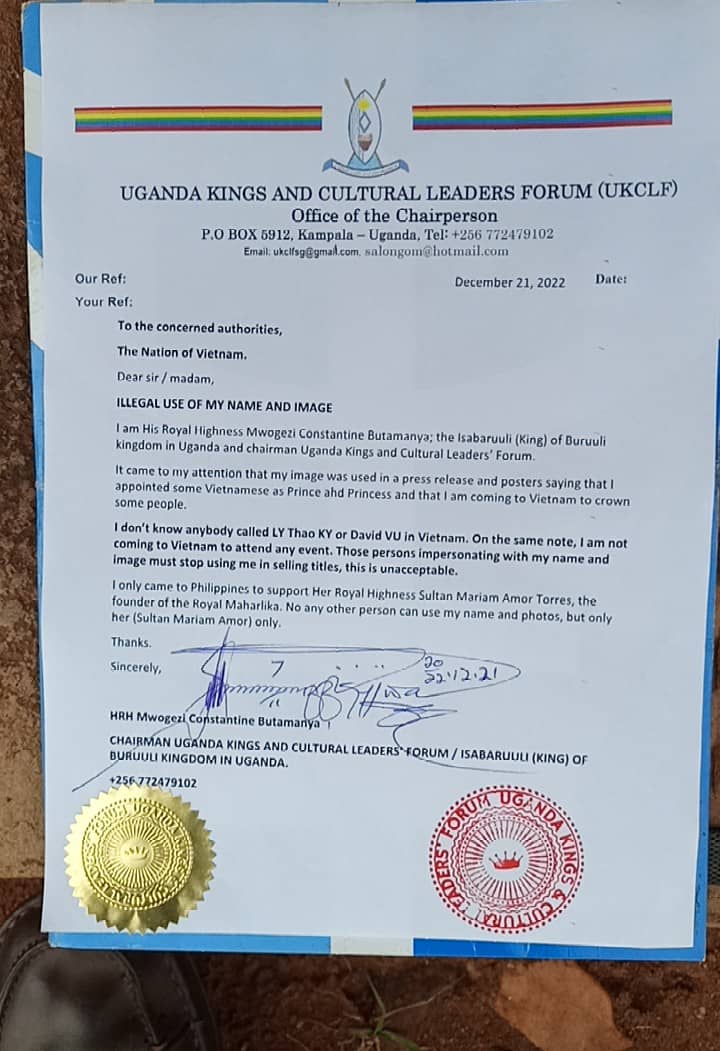 UGANDA KINGS AND CULTURAL LEADERS FORUM (UKCLF)
Office of the Chairperson
P.O BOX 5912, Kampala – Uganda, Tel: +256 772479102
Email: ukclfsg@gmail.com, salongom@hotmail.com
Our Ref: December 21, 2022 Date:
Your Ref:
To the concerned authorities,
The Nation of Vietnam.
Dear sir / madam,
ILLEGAL USE OF MY NAME AND IMAGE
I am His Royal Highness Mwogezi Constantine Butamanya; the Isabaruuli (King) of Buruuli
kingdom in Uganda and chairman Uganda Kings and Cultural Leaders' Forum.
It came to my attention that my image was used in a press release and posters saying that I
appointed some Vietnamese as Prince ahd Princess and that I am coming to Vietnam to crown
some people.
I don't know anybody called LY Thao KY or David VU in Vietnam. On the same note, I am not
coming to Vietnam to attend any event. Those persons impersonating with my name and
image must stop using me in selling titles, this is unacceptable.
I only came to Philippines to support Her Royal Highness Sultan Mariam Amor Torres, the
founder of the Royal Maharlika. No any other person can use my name and photos, but only
her (Sultan Mariam Amor) only.
Thanks.
Sincerely,
20
22.12.21
HRH Mwogezi Constantine Butamanya
CHAIRMAN UGANDA KINGS AND CULTURAL LEADERS' FORUM / ISABARUULI (KING) OF
BURUULI KINGDOM IN UGANDA.
+256 772479102
LEADERS' FORUM UGANDA KINGS & CULTURAL